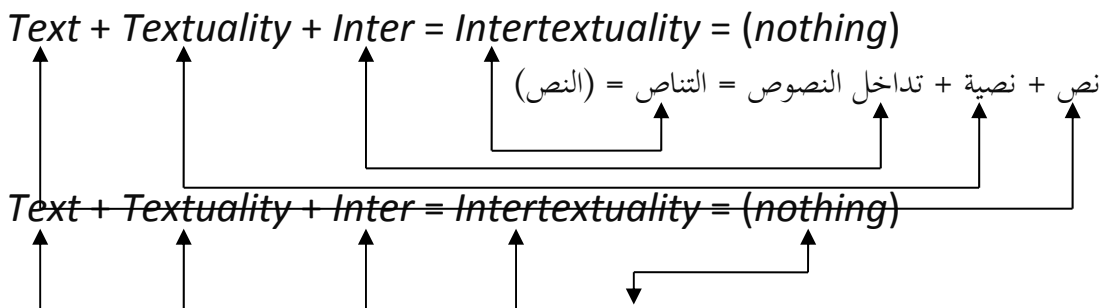 Text + Textuality + Inter = Intertextuality = (nothing)
نص + نصية + تداخل النصوص = التناص = (النص)
Text + Textuality + Inter = Intertextuality = (nothing)